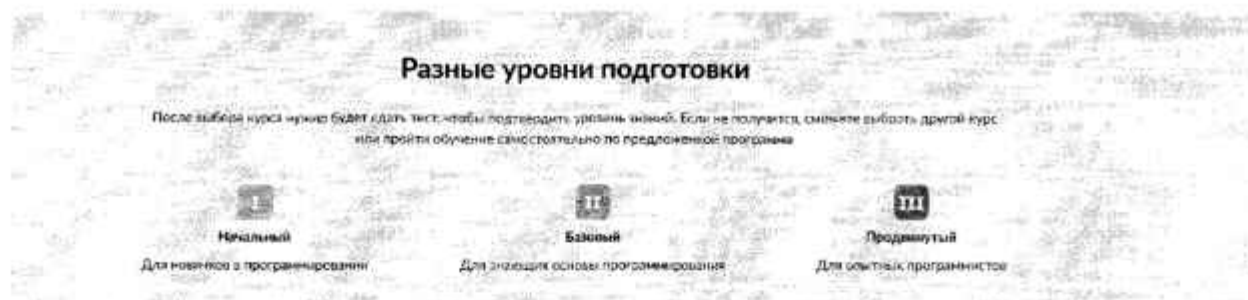 Разные уровни подготовки
После выбора курса нужно будет сдать тест, чтобы подтвердить уровень знаний. Если не получится, сможете выбрать другой курс
или пройти обучение самостоятельно по предложенной программе
I
II
III
Начальный
Базовый
Продвинутый
Для новичков в программировании
Для знающих основы программирования
Для опытных программистов